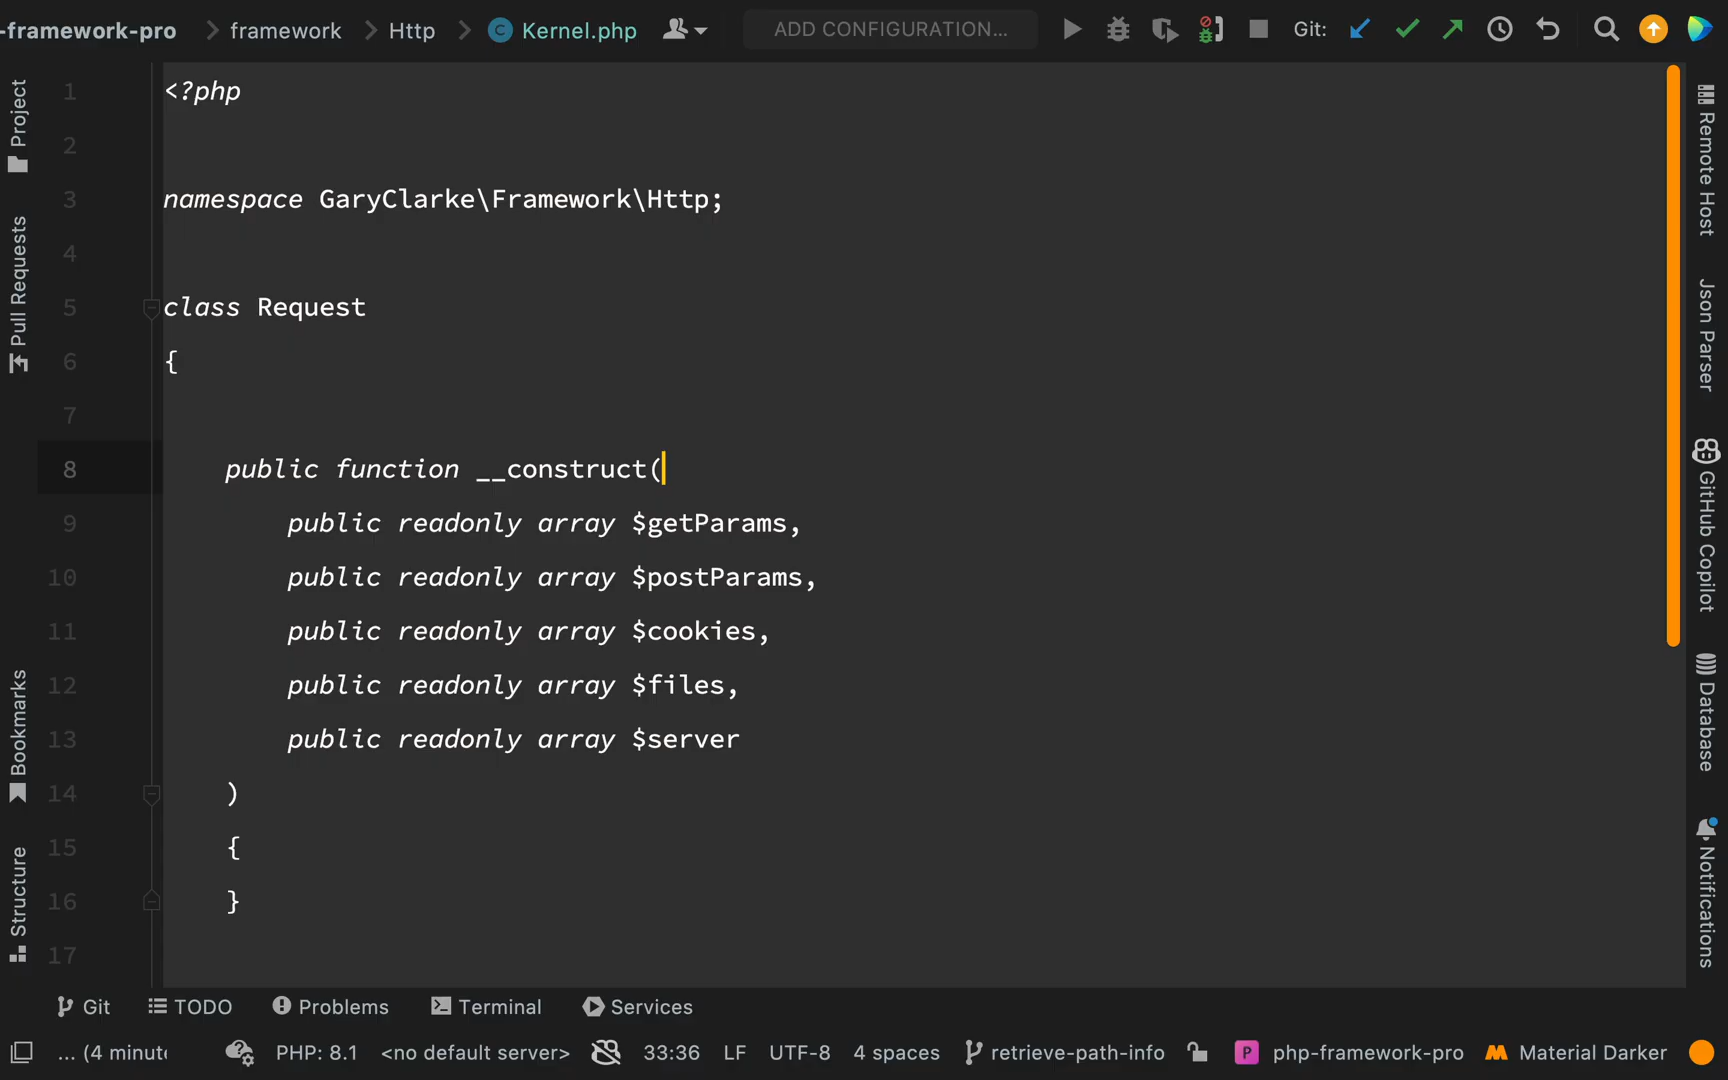 -framework-pro framework Http Kernel.php ADD CONFIGURATION... Git:
Project
Pull Requests
Bookmarks
Structure
1 <?php
2
3 namespace GaryClarke\Framework\Http;
4
5 class Request
6 {
7
8 public function __construct(
9 public readonly array $getParams,
10 public readonly array $postParams,
11 public readonly array $cookies,
12 public readonly array $files,
13 public readonly array $server
14 )
15 {
16 }
17
Remote Host
Json Parser
GitHub Copilot
Database
Notifications
Git TODO Problems Terminal Services
... (4 minute PHP: 8.1 <no default server> 33:36 LF UTF-8 4 spaces retrieve-path-info P php-framework-pro Material Darker